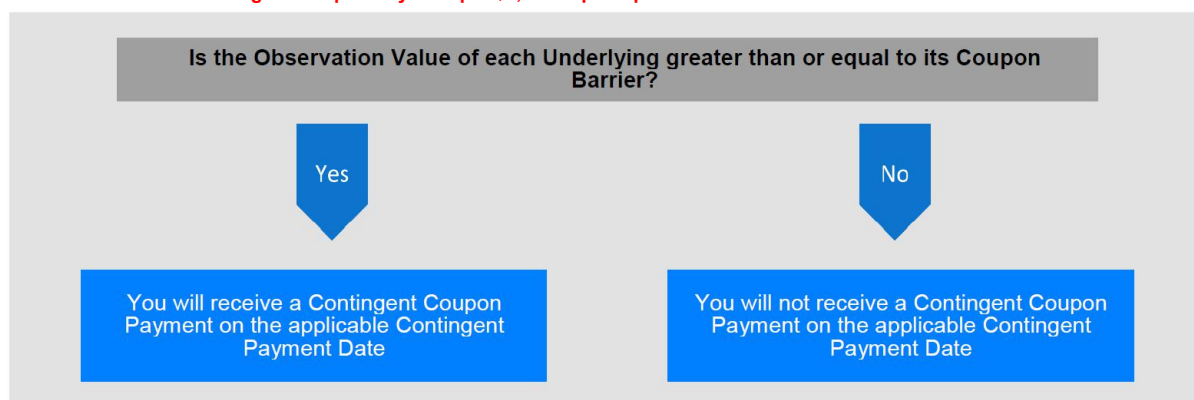 Is the Observation Value of each Underlying greater than or equal to its Coupon
Barrier?
Yes
No
You will receive a Contingent Coupon
Payment on the applicable Contingent
Payment Date
You will not receive a Contingent Coupon
Payment on the applicable Contingent
Payment Date